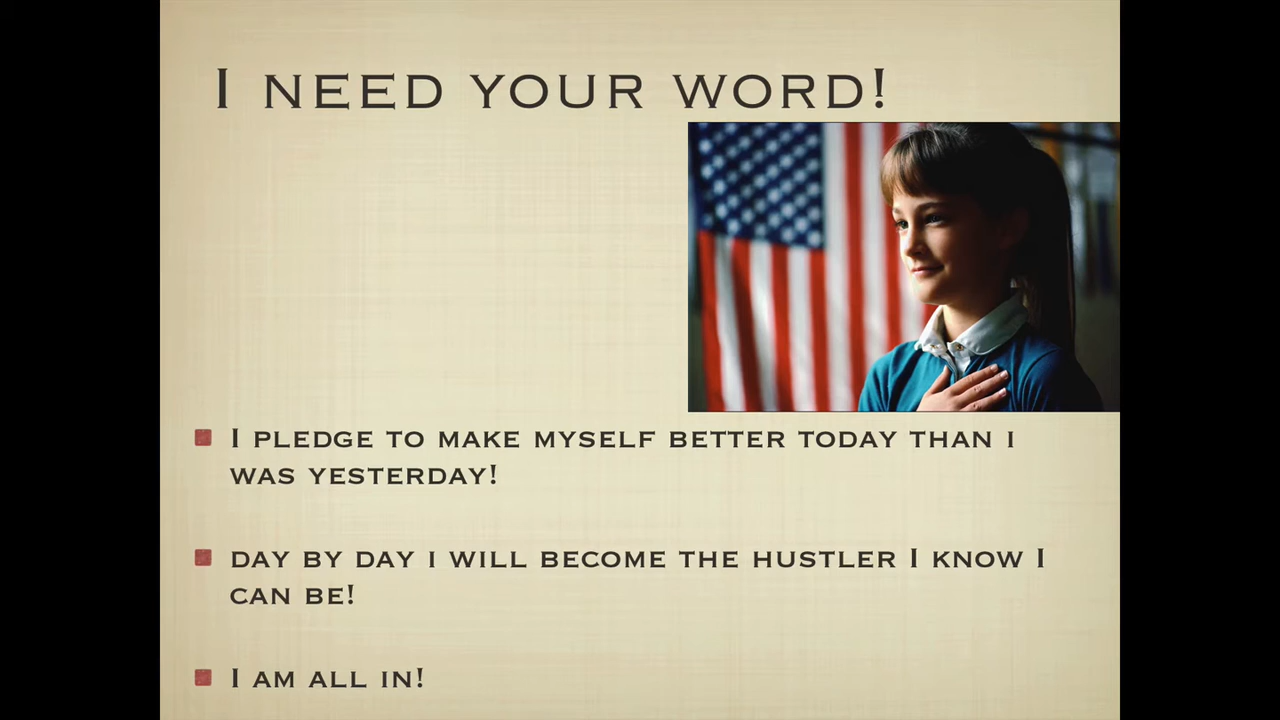 I NEED YOUR WORD!
I PLEDGE TO MAKE MYSELF BETTER TODAY THAN I
WAS YESTERDAY!
DAY BY DAY I WILL BECOME THE HUSTLER I KNOW I
CAN BE!
I AM ALL IN!